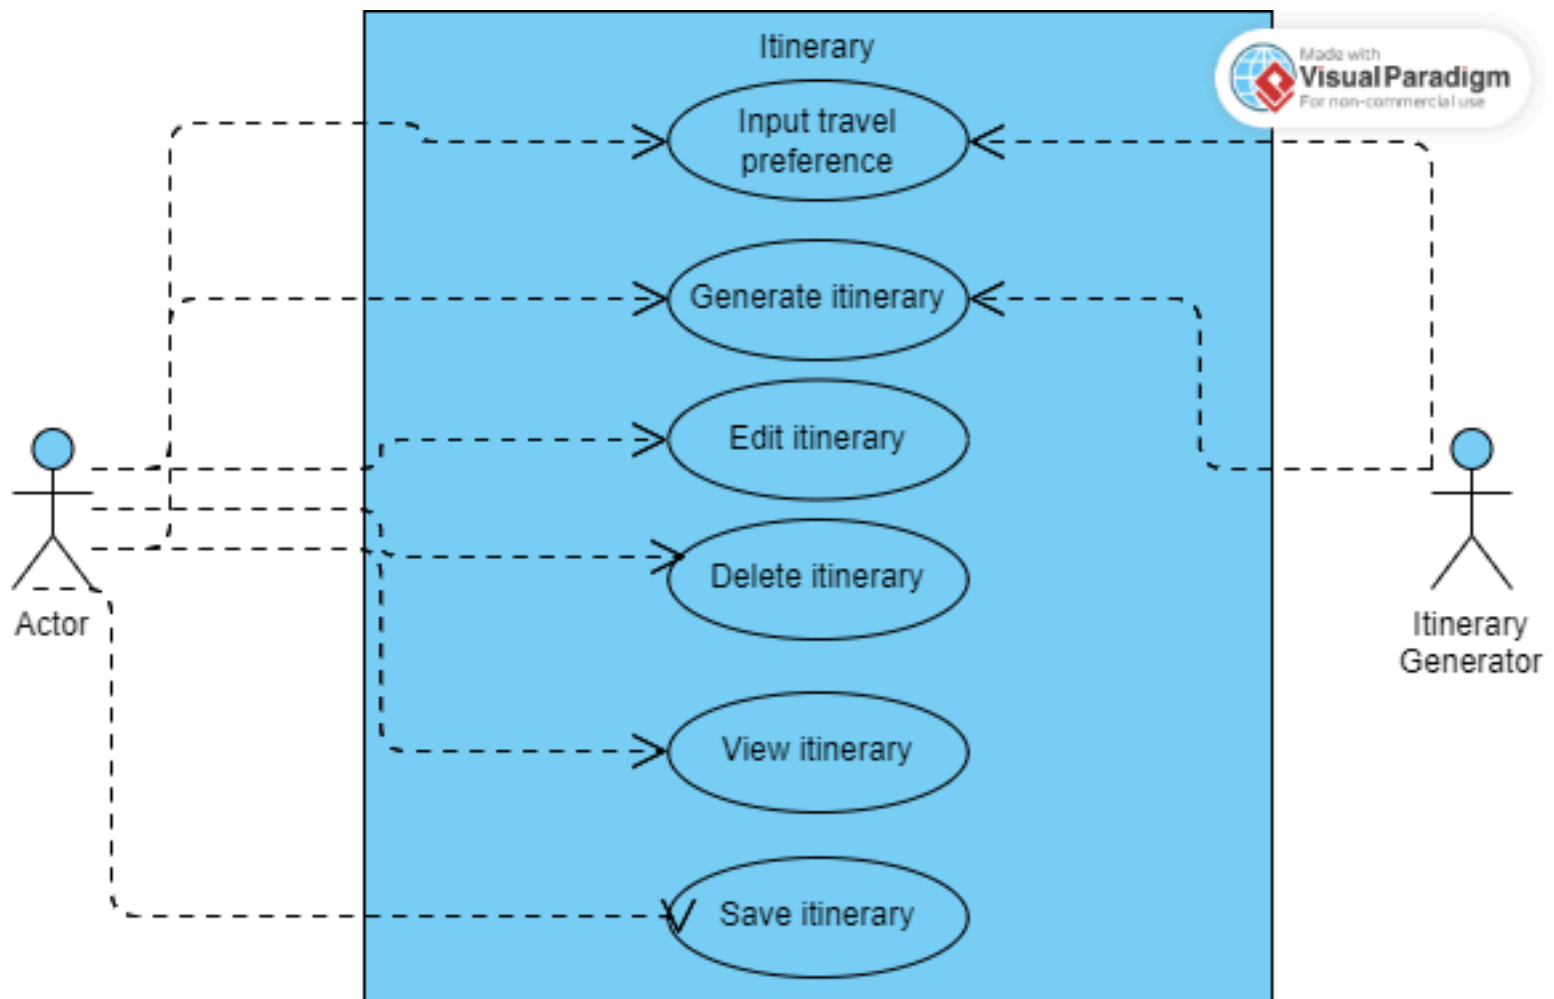 Itinerary
Made with
Visual Paradigm
For non-commercial use
Input travel
preference
Generate itinerary
Edit itinerary
Delete itinerary
Actor
Itinerary
Generator
View itinerary
Save itinerary